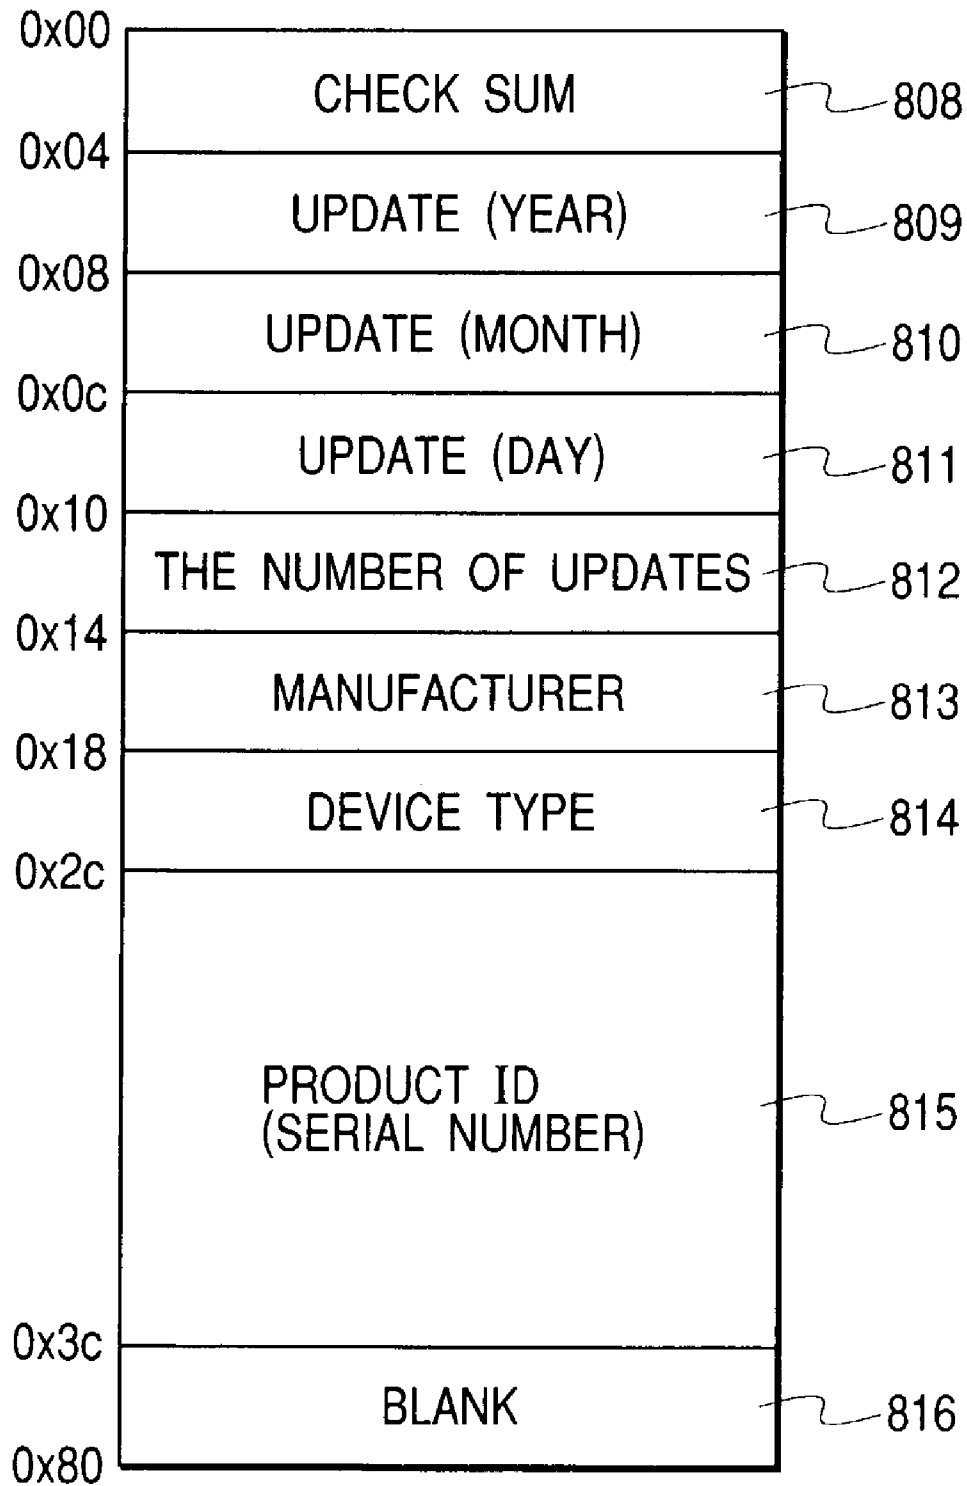 0x00
CHECK SUM
808
0x04
UPDATE (YEAR)
809
0x08
UPDATE (MONTH)
810
0x0c
UPDATE (DAY)
811
0x10
THE NUMBER OF UPDATES
812
0x14
MANUFACTURER
813
0x18
DEVICE TYPE
814
0x2c
PRODUCT ID
(SERIAL NUMBER)
815
0x3c
BLANK
816
0x80